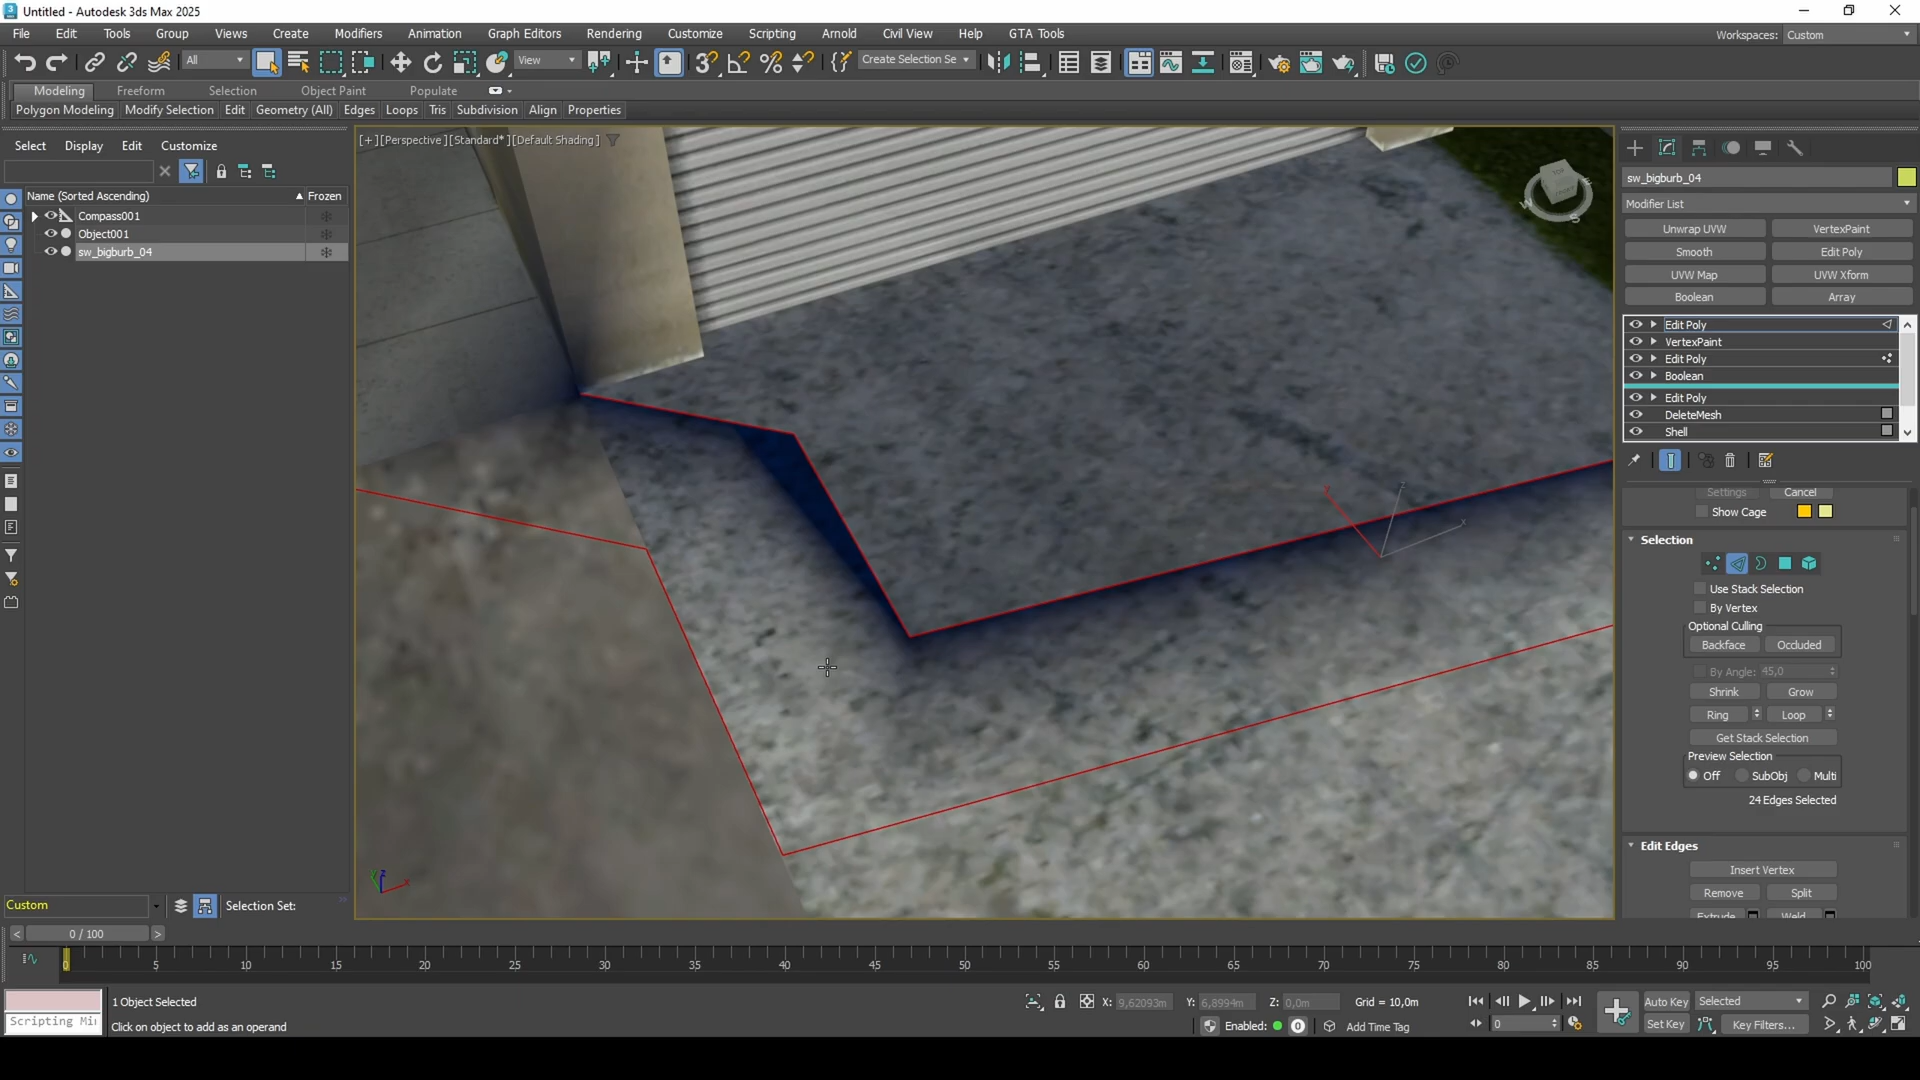 Untitled - Autodesk 3ds Max 2025
File Edit Tools Group Views Create Modifiers Animation Graph Editors Rendering Customize Scripting Arnold Civil View Help GTA Tools
Workspaces: Custom
All View Create Selection Se
Modeling Freeform Selection Object Paint Populate
Polygon Modeling Modify Selection Edit Geometry (All) Edges Loops Tris Subdivision Align Properties
Select Display Edit Customize
Name (Sorted Ascending) Frozen
Compass001
Object001
sw_bigburb_04
[+][Perspective][Standard*][Default Shading]
sw_bigburb_04
Modifier List
Unwrap UVW VertexPaint
Smooth Edit Poly
UVW Map UVW Xform
Boolean Array
Edit Poly
VertexPaint
Edit Poly
Boolean
Edit Poly
DeleteMesh
Shell
Settings Cancel
Show Cage
Selection
Use Stack Selection
By Vertex
Optional Culling
Backface Occluded
By Angle: 45,0
Shrink Grow
Ring Loop
Get Stack Selection
Preview Selection
Off SubObj Multi
24 Edges Selected
Edit Edges
Insert Vertex
Remove Split
Extrude Weld
Custom Selection Set:
0 / 100
0 5 10 15 20 25 30 35 40 45 50 55 60 65 70 75 80 85 90 95 100
1 Object Selected
X: 9,62093m Y: 6,8994m Z: 0,0m Grid = 10,0m
Auto Key Selected
Scripting Mi
Click on object to add as an operand
Enabled: 0 Add Time Tag
0
Set Key Key Filters...